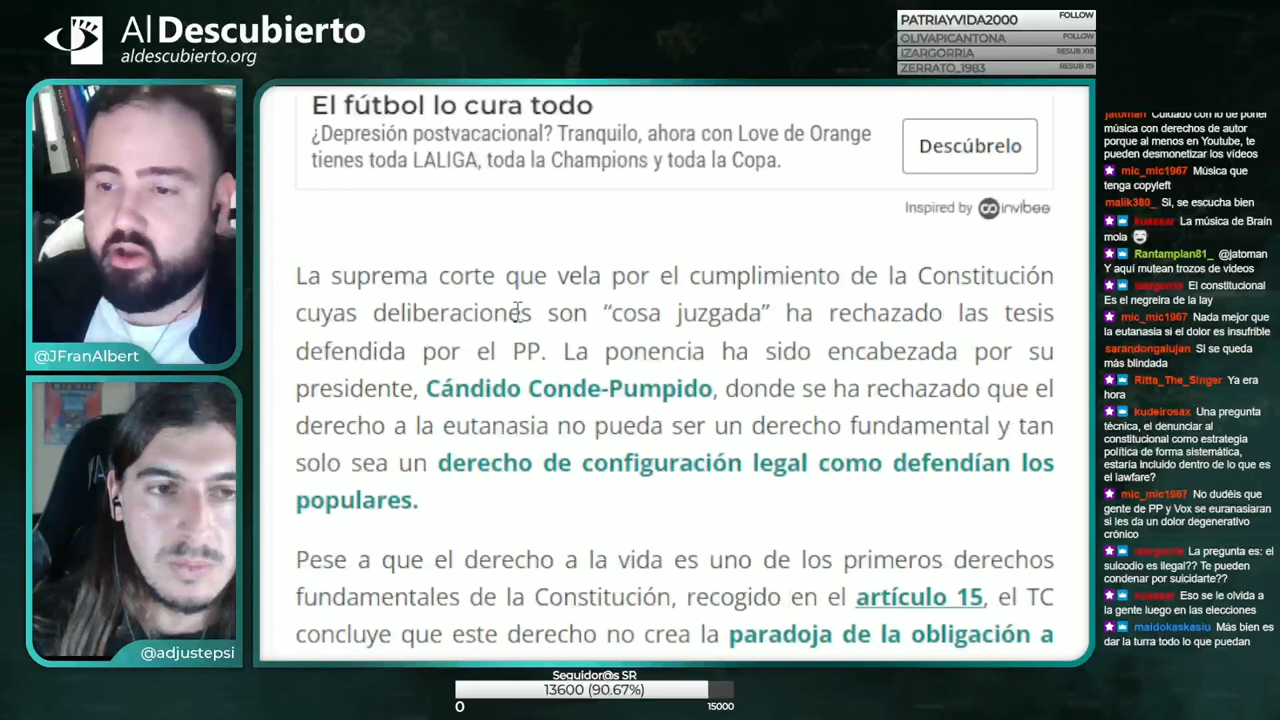 Al Descubierto
aldescubierto.org
PATRIAYVIDA2000 FOLLOW
OLIVAPICANTONA FOLLOW
IZARGORRIA RESUB X16
ZERRATO_1983 RESUB X9
@JFranAlbert
@adjustepsi
El fútbol lo cura todo
¿Depresión postvacacional? Tranquilo, ahora con Love de Orange
tienes toda LALIGA, toda la Champions y toda la Copa.
Descúbrelo
Inspired by invibee
La suprema corte que vela por el cumplimiento de la Constitución
cuyas deliberaciones son “cosa juzgada” ha rechazado las tesis
defendida por el PP. La ponencia ha sido encabezada por su
presidente, Cándido Conde-Pumpido, donde se ha rechazado que el
derecho a la eutanasia no pueda ser un derecho fundamental y tan
solo sea un derecho de configuración legal como defendían los
populares.
Pese a que el derecho a la vida es uno de los primeros derechos
fundamentales de la Constitución, recogido en el artículo 15, el TC
concluye que este derecho no crea la paradoja de la obligación a
jatoman Cuidado con lo de poner
música con derechos de autor
porque al menos en Youtube, te
pueden desmonetizar los vídeos
mic_mic1967 Música que
tenga copyleft
malik380_ Si, se escucha bien
kuassar La música de Braín
mola
Rantamplan81_ @jatoman
Y aquí mutean trozos de videos
izargorria El constitucional
Es el negreira de la lay
mic_mic1967 Nada mejor que
la eutanasia si el dolor es insufrible
sarandongalujan Si se queda
más blindada
Ritta_The_Singer Ya era
hora
kudeirosax Una pregunta
técnica, el denunciar al
constitucional como estrategia
política de forma sistemática,
estaría incluido dentro de lo que es
el lawfare?
mic_mic1967 No dudéis que
gente de PP y Vox se euranasiaran
si les da un dolor degenerativo
crónico
izargorria La pregunta es: el
suicodio es llegal?? Te pueden
condenar por suicidarte??
kuassar Eso se le olvida a
la gente luego en las elecciones
maidokaskasiu Más bien es
dar la turra todo lo que puedan
Seguidor@s SR
13600 (90.67%)
0 15000